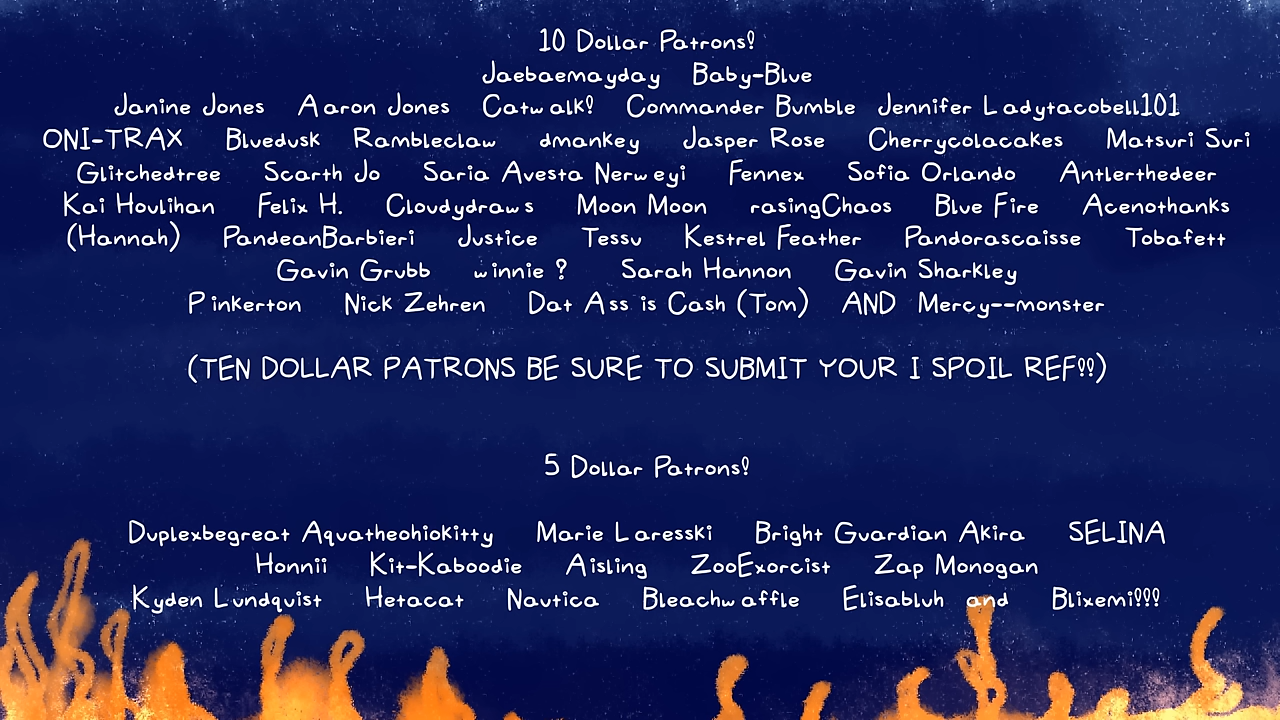 10 Dollar Patrons!
Jaebaemayday Baby-Blue
Janine Jones Aaron Jones Catwalk! Commander Bumble Jennifer Ladytacobell101
ONI-TRAX Bluedusk Rambleclaw dmankey Jasper Rose Cherrycolacakes Matsuri Suri
Glitchedtree Scarth Jo Saria Avesta Nerweyi Fennex Sofia Orlando Antlerthedeer
Kai Houlihan Felix H. Cloudydraws Moon Moon rasingChaos Blue Fire Acenothanks
(Hannah) PandeanBarbieri Justice Tessu Kestrel Feather Pandorascaisse Tobafett
Gavin Grubb winnie ? Sarah Hannon Gavin Sharkley
Pinkerton Nick Zehren Dat Ass is Cash (Tom) AND Mercy--monster
(TEN DOLLAR PATRONS BE SURE TO SUBMIT YOUR I SPOIL REF!!)
5 Dollar Patrons!
Duplexbegreat Aquatheohiokitty Marie Laresski Bright Guardian Akira SELINA
Honnii Kit-Kaboodie Aisling ZooExorcist Zap Monogan
Kyden Lundquist Hetacat Nautica Bleachwaffle Elisabluh and Blixemi!!!